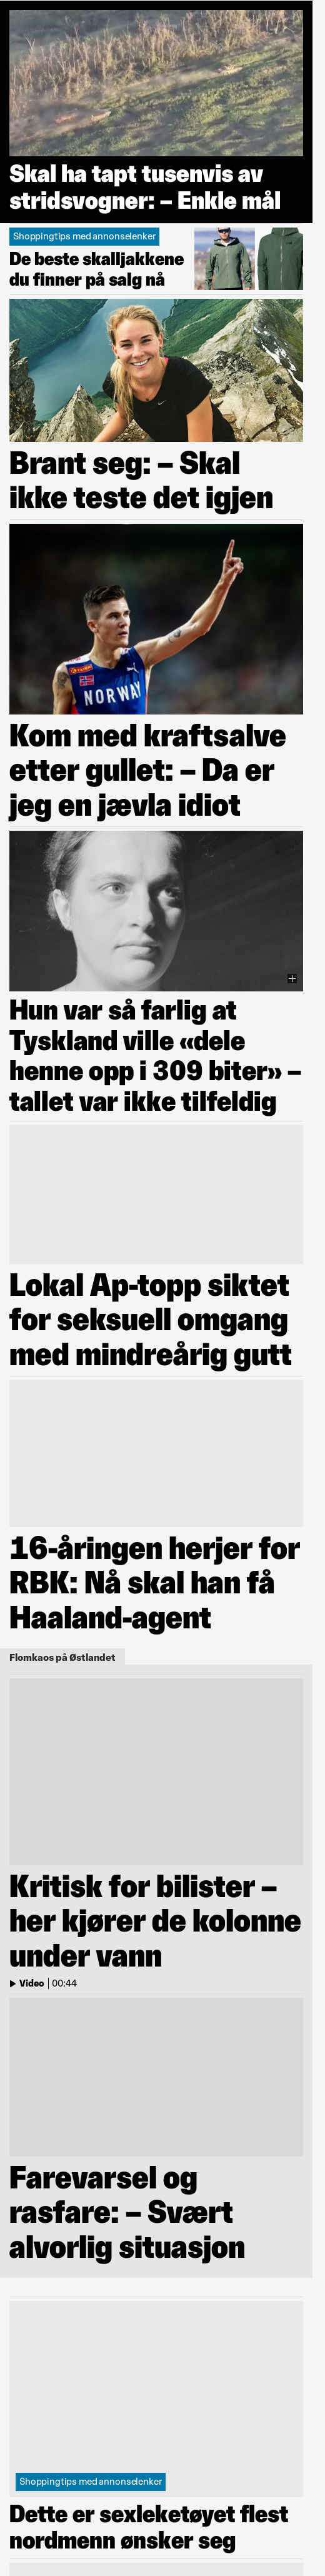 Skal ha tapt tusenvis av
stridsvogner: – Enkle mål
Shoppingtips med annonselenker
De beste skalljakkene
du finner på salg nå
Brant seg: – Skal
ikke teste det igjen
NORWAY
Kom med kraftsalve
etter gullet: – Da er
jeg en jævla idiot
Hun var så farlig at
Tyskland ville «dele
henne opp i 309 biter» –
tallet var ikke tilfeldig
Lokal Ap-topp siktet
for seksuell omgang
med mindreårig gutt
16-åringen herjer for
RBK: Nå skal han få
Haaland-agent
Flomkaos på Østlandet
Kritisk for bilister –
her kjører de kolonne
under vann
Video | 00:44
Farevarsel og
rasfare: – Svært
alvorlig situasjon
Shoppingtips med annonselenker
Dette er sexleketøyet flest
nordmenn ønsker seg